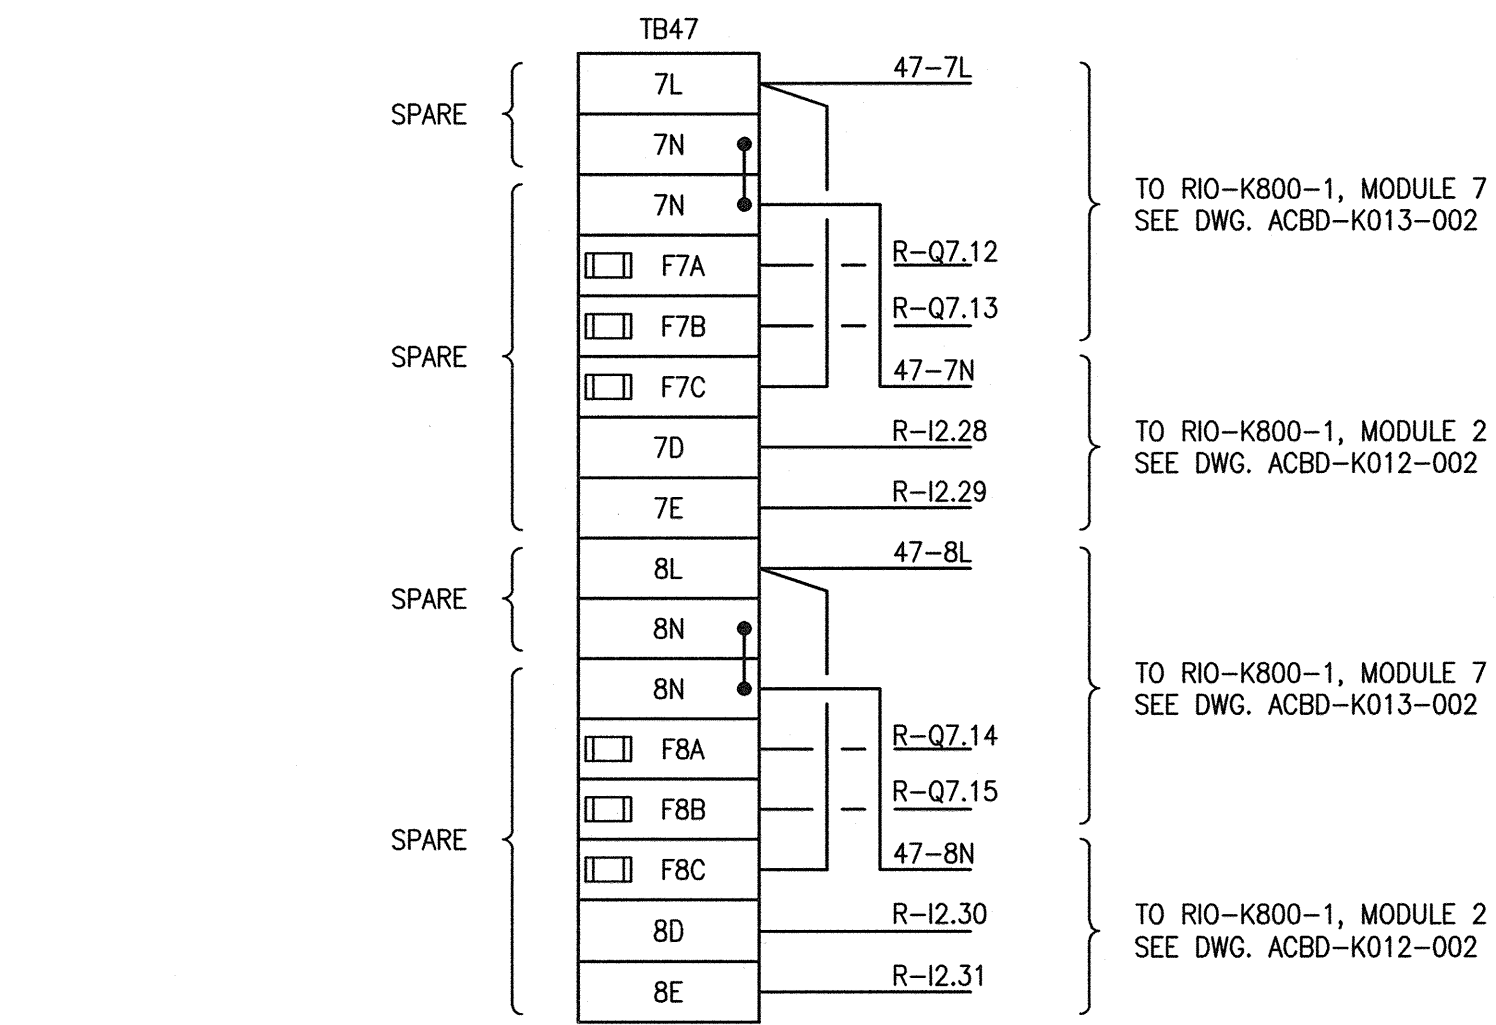 TB47
7L
47-7L
SPARE
7N
7N
TO RIO-K800-1, MODULE 7
SEE DWG. ACBD-K013-002
F7A
R-Q7.12
F7B
R-Q7.13
SPARE
F7C
47-7N
7D
R-I2.28
TO RIO-K800-1, MODULE 2
SEE DWG. ACBD-K012-002
7E
R-I2.29
8L
47-8L
SPARE
8N
8N
TO RIO-K800-1, MODULE 7
SEE DWG. ACBD-K013-002
F8A
R-Q7.14
F8B
R-Q7.15
SPARE
F8C
47-8N
8D
R-I2.30
TO RIO-K800-1, MODULE 2
SEE DWG. ACBD-K012-002
8E
R-I2.31